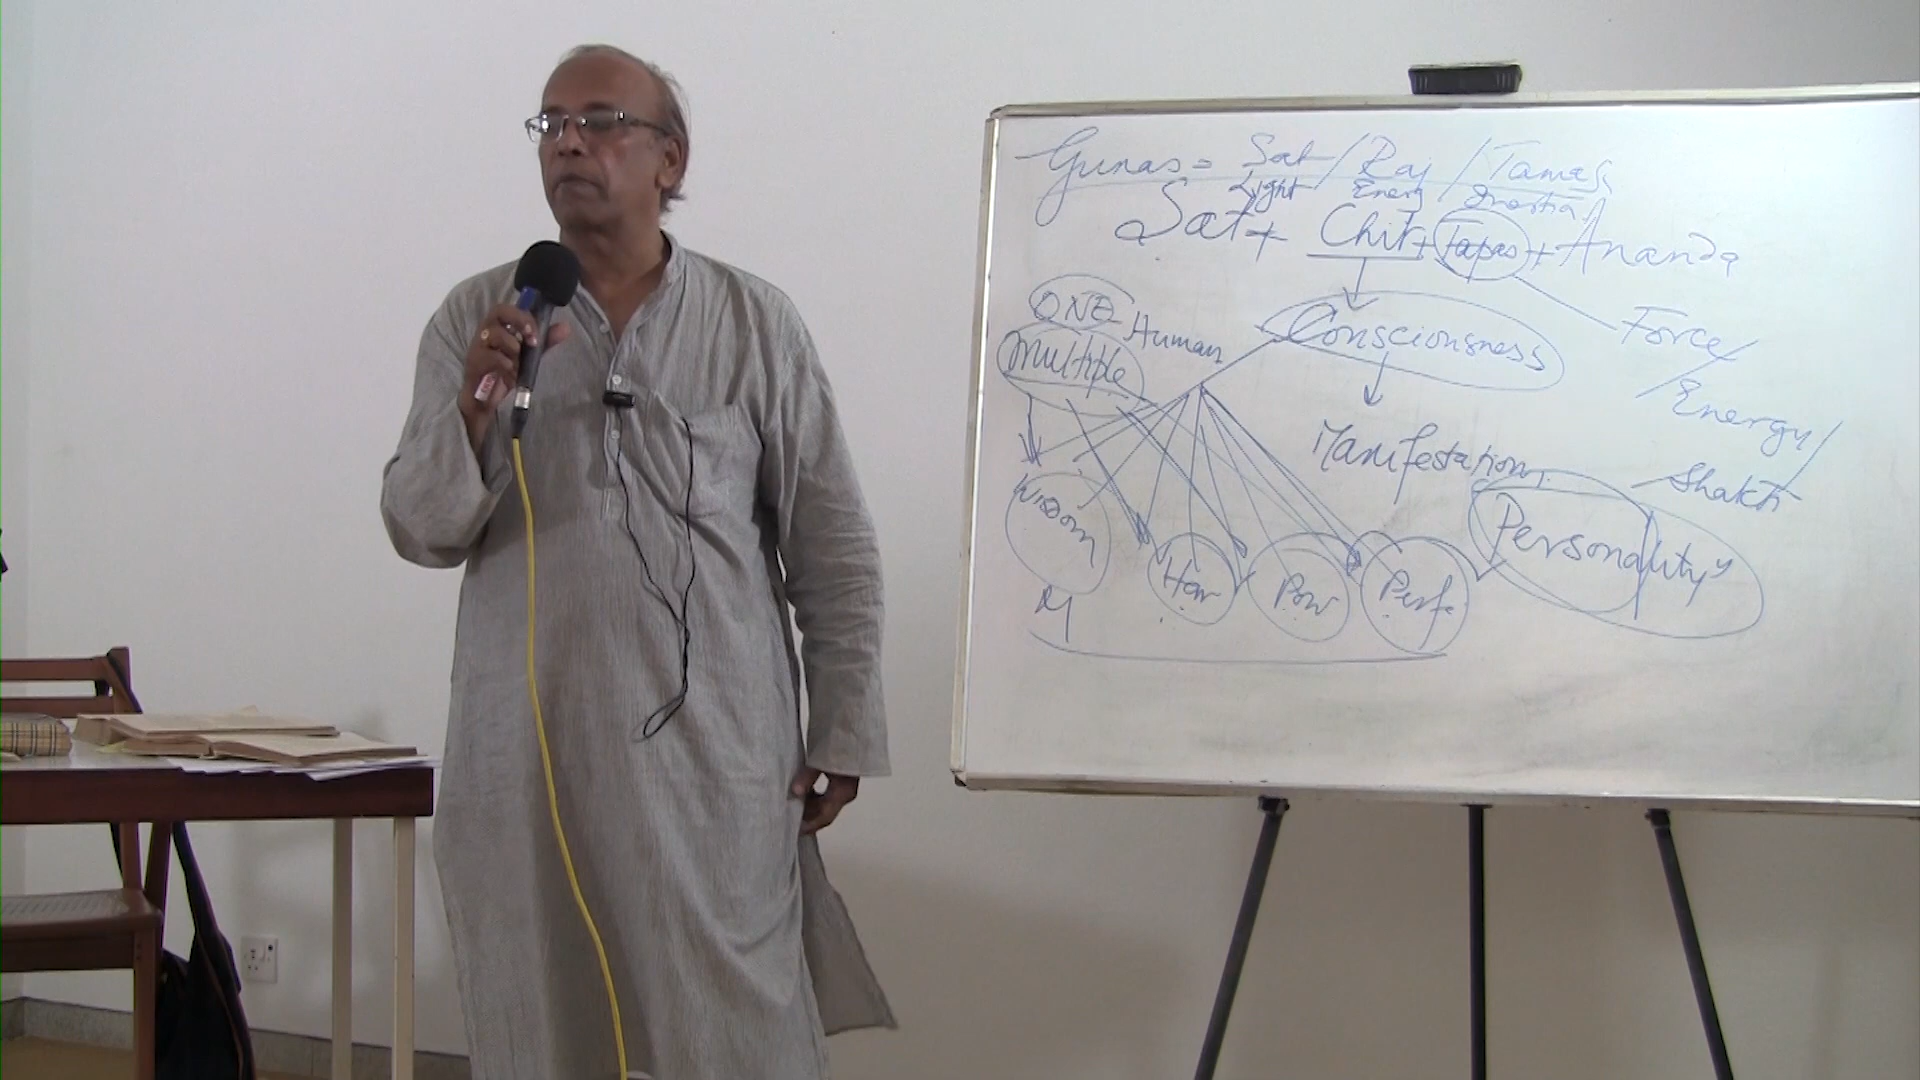 Gunas = Sat / Raj / Tamas
Light Energ Inertia
Sat + Chit + Tapas + Ananda
ONE
Human
Multiple
Consciousness
Force /
/ Energy /
Shakti
Manifestation
Wisdom
Har
Pow
Perfe
Personality
M